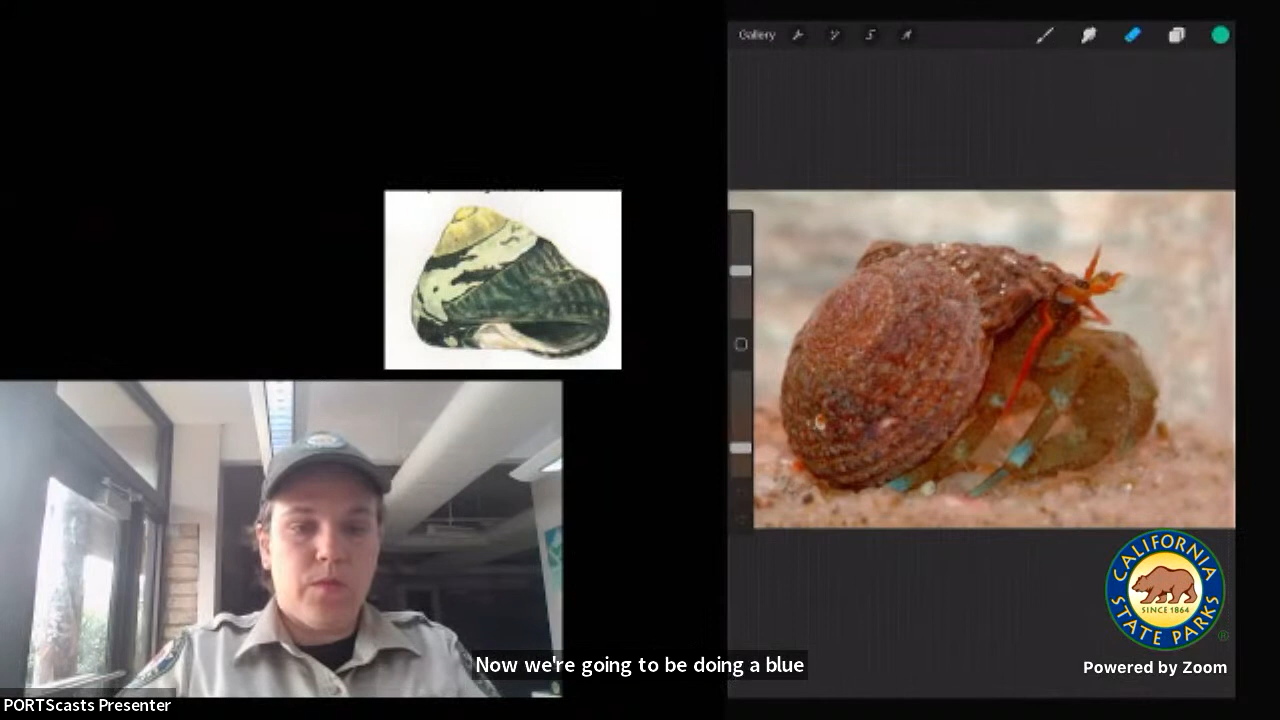 Gallery
CALIFORNIA
STATE PARKS
SINCE 1864
®
Now we're going to be doing a blue
Powered by Zoom
PORTScasts Presenter